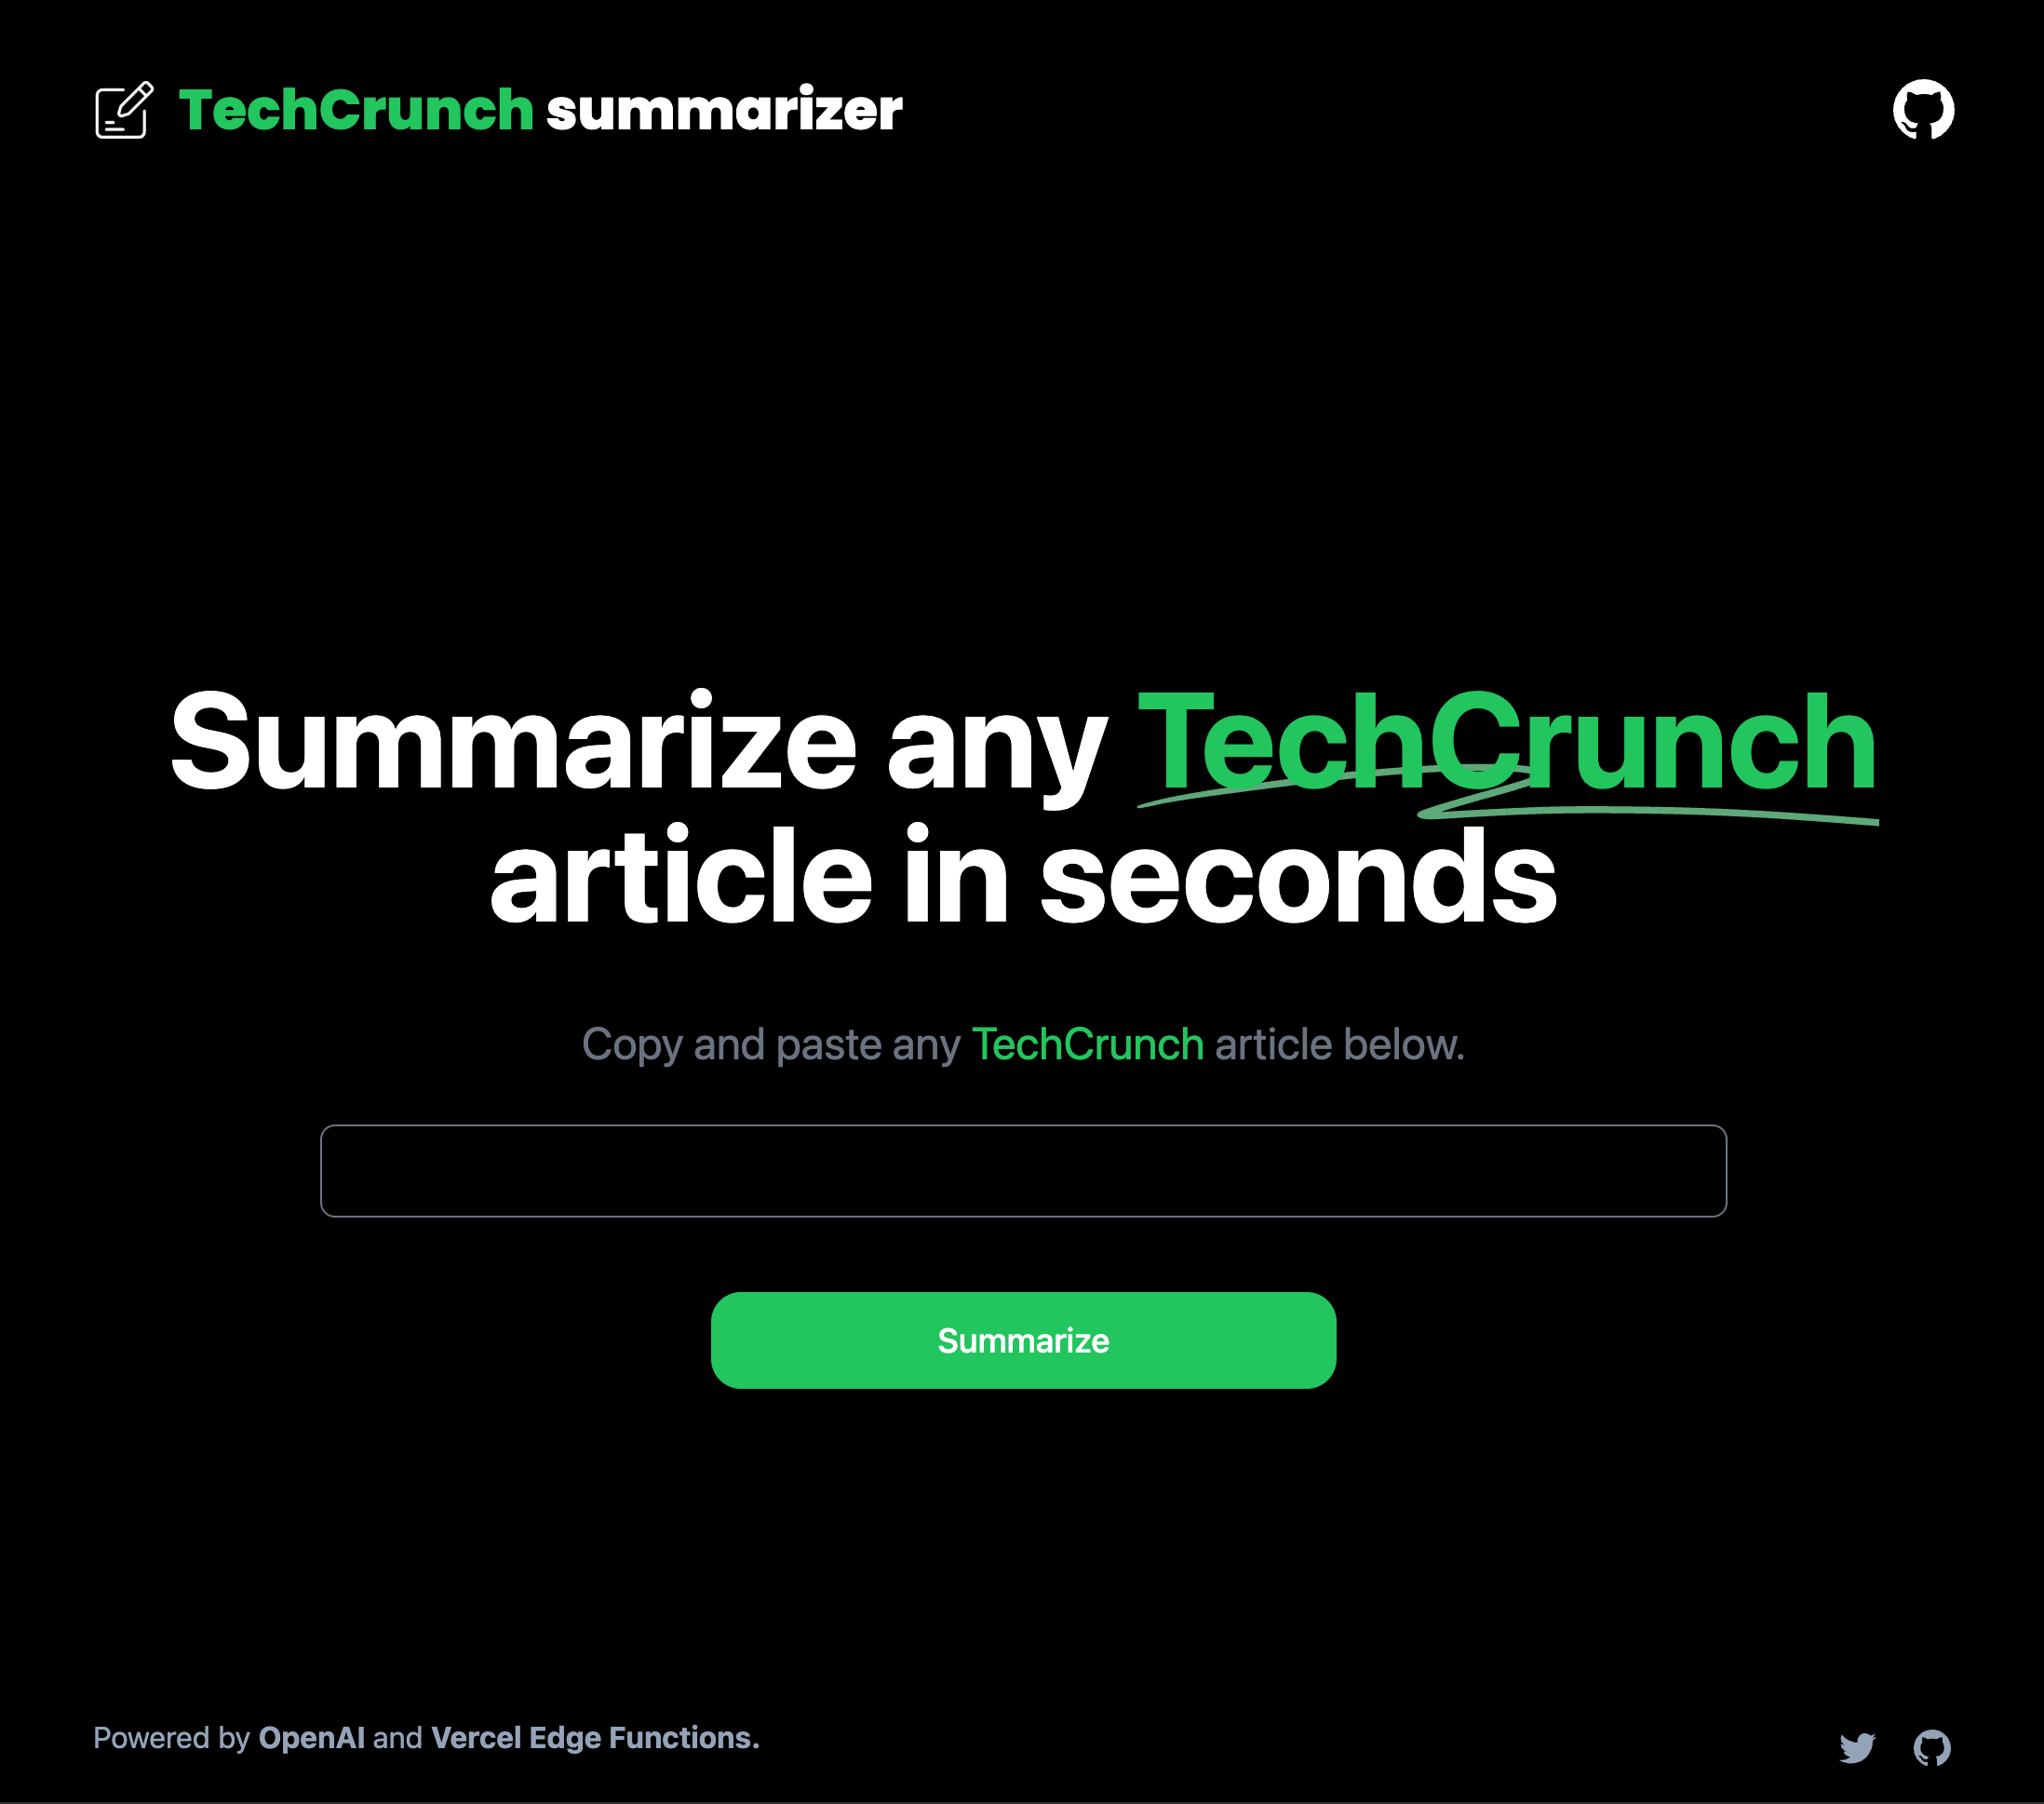 TechCrunch summarizer
Summarize any TechCrunch
article in seconds
Copy and paste any TechCrunch article below.
Summarize
Powered by OpenAI and Vercel Edge Functions.